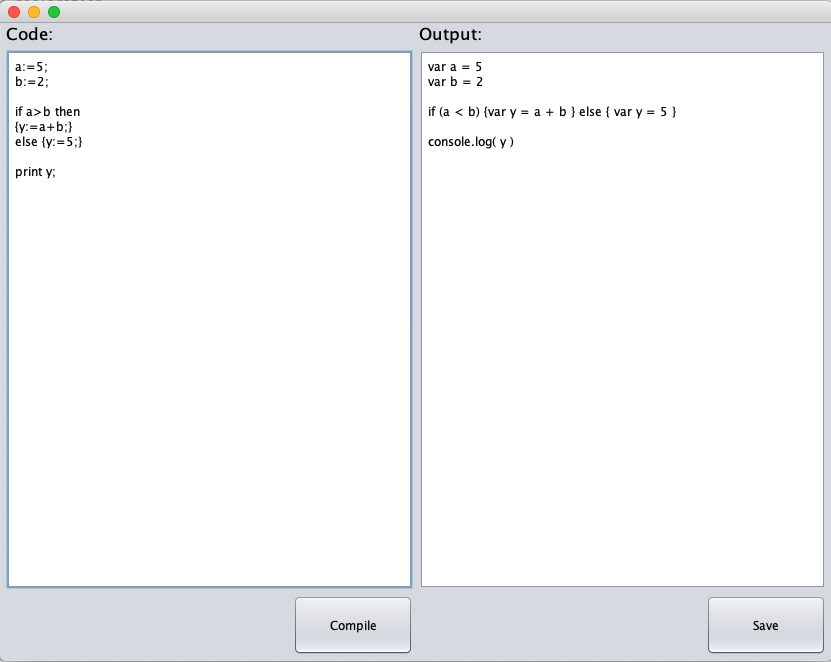 Code:
a:=5;
b:=2;
if a>b then
{y:=a+b;}
else {y:=5;}
print y;
Output:
var a = 5
var b = 2
if (a < b) {var y = a + b } else { var y = 5 }
console.log( y )
Compile
Save